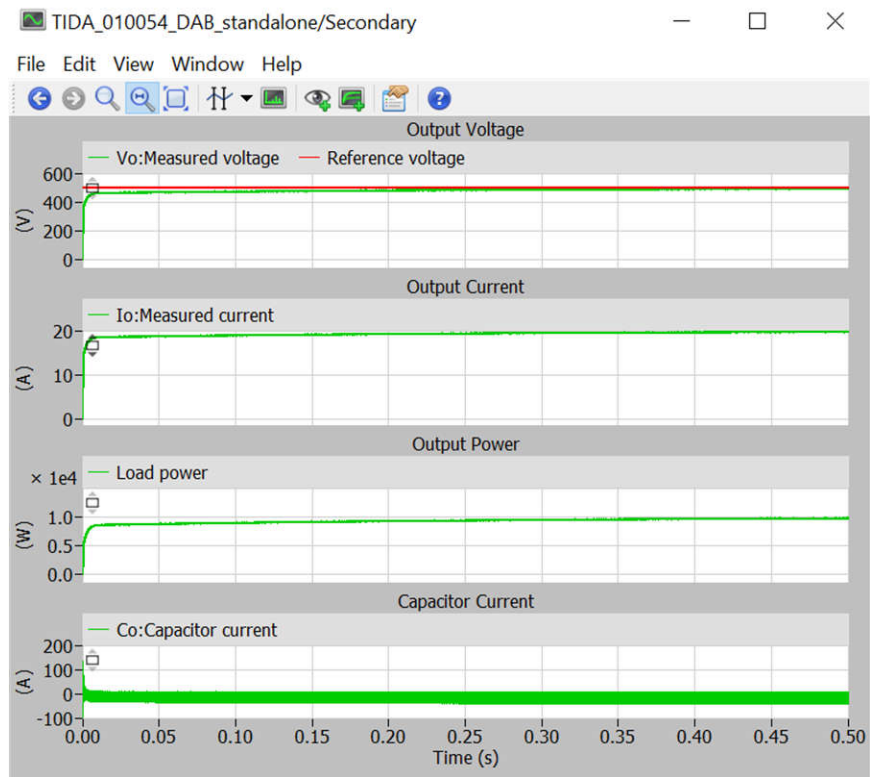 TIDA_010054_DAB_standalone/Secondary
File Edit View Window Help
Output Voltage
Vo:Measured voltage Reference voltage
600
400
200
0
(V)
Output Current
Io:Measured current
20
10
0
(A)
Output Power
× 1e4
Load power
1.0
0.5
0.0
(W)
Capacitor Current
Co:Capacitor current
200
100
0
-100
(A)
0.00 0.05 0.10 0.15 0.20 0.25 0.30 0.35 0.40 0.45 0.50
Time (s)